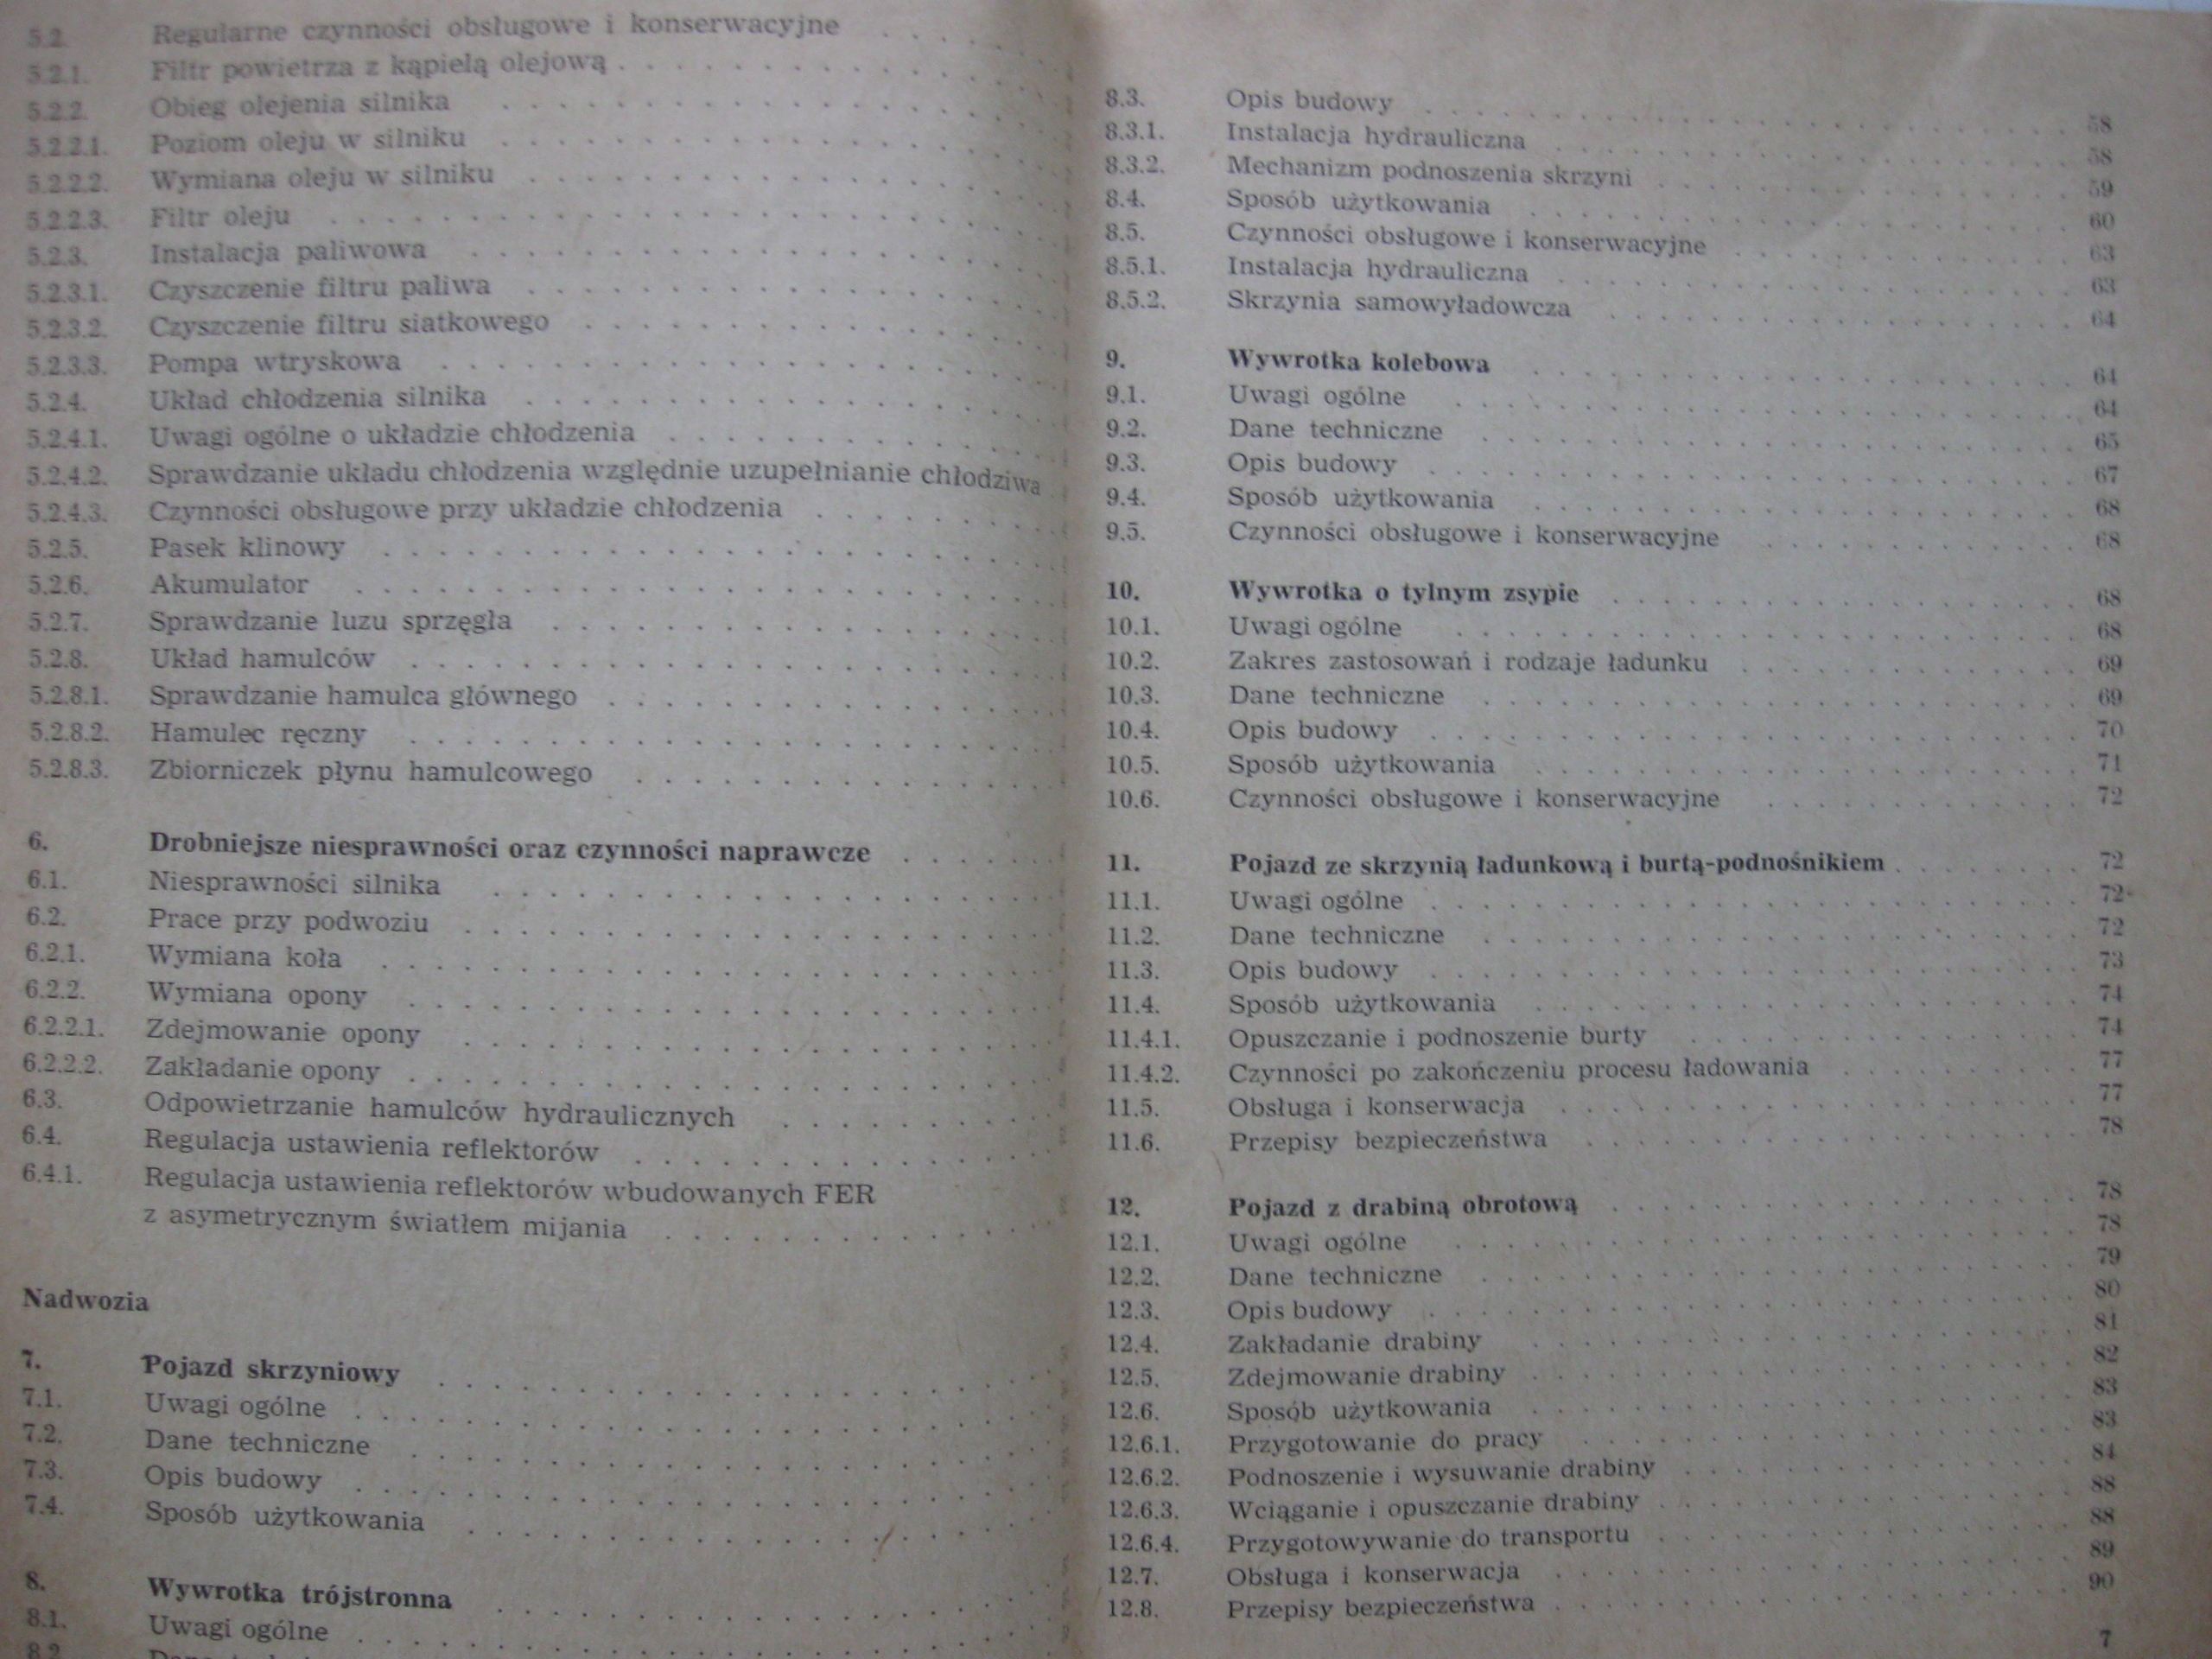 5.2 Regularne czynności obsługowe i konserwacyjne
5.2.1. Filtr powietrza z kąpielą olejową
5.2.2 Obieg olejenia silnika
5.2.2.1. Poziom oleju w silniku
5.2.2.2. Wymiana oleju w silniku
5.2.2.3. Filtr oleju
5.2.3. Instalacja paliwowa
5.2.3.1. Czyszczenie filtru paliwa
5.2.3.2. Czyszczenie filtru siatkowego
5.2.3.3. Pompa wtryskowa
5.2.4. Układ chłodzenia silnika
5.2.4.1. Uwagi ogólne o układzie chłodzenia
5.2.4.2. Sprawdzanie układu chłodzenia względnie uzupełnianie chłodziwa
5.2.4.3. Czynności obsługowe przy układzie chłodzenia
5.2.5. Pasek klinowy
5.2.6. Akumulator
5.2.7. Sprawdzanie luzu sprzęgła
5.2.8. Układ hamulców
5.2.8.1. Sprawdzanie hamulca głównego
5.2.8.2. Hamulec ręczny
5.2.8.3. Zbiorniczek płynu hamulcowego
6. Drobniejsze niesprawności oraz czynności naprawcze
6.1. Niesprawności silnika
6.2. Prace przy podwoziu
6.2.1. Wymiana koła
6.2.2. Wymiana opony
6.2.2.1. Zdejmowanie opony
6.2.2.2. Zakładanie opony
6.3. Odpowietrzanie hamulców hydraulicznych
6.4. Regulacja ustawienia reflektorów
6.4.1. Regulacja ustawienia reflektorów wbudowanych FER
z asymetrycznym światłem mijania
Nadwozia
7. Pojazd skrzyniowy
7.1. Uwagi ogólne
7.2. Dane techniczne
7.3. Opis budowy
7.4. Sposób użytkowania
8. Wywrotka trójstronna
8.1. Uwagi ogólne
8.2
8.3. Opis budowy 58
8.3.1. Instalacja hydrauliczna 58
8.3.2. Mechanizm podnoszenia skrzyni 59
8.4. Sposób użytkowania 60
8.5. Czynności obsługowe i konserwacyjne 63
8.5.1. Instalacja hydrauliczna 63
8.5.2. Skrzynia samowyładowcza 64
9. Wywrotka kolebowa 64
9.1. Uwagi ogólne 64
9.2. Dane techniczne 65
9.3. Opis budowy 67
9.4. Sposób użytkowania 68
9.5. Czynności obsługowe i konserwacyjne 68
10. Wywrotka o tylnym zsypie 68
10.1. Uwagi ogólne 68
10.2. Zakres zastosowań i rodzaje ładunku 69
10.3. Dane techniczne 69
10.4. Opis budowy 70
10.5. Sposób użytkowania 71
10.6. Czynności obsługowe i konserwacyjne 72
11. Pojazd ze skrzynią ładunkową i burtą-podnośnikiem 72
11.1. Uwagi ogólne 72
11.2. Dane techniczne 72
11.3. Opis budowy 73
11.4. Sposób użytkowania 74
11.4.1. Opuszczanie i podnoszenie burty 74
11.4.2. Czynności po zakończeniu procesu ładowania 77
11.5. Obsługa i konserwacja 77
11.6. Przepisy bezpieczeństwa 78
12. Pojazd z drabiną obrotową 78
12.1. Uwagi ogólne 78
12.2. Dane techniczne 79
12.3. Opis budowy 80
12.4. Zakładanie drabiny 81
12.5. Zdejmowanie drabiny 82
12.6. Sposób użytkowania 83
12.6.1. Przygotowanie do pracy 83
12.6.2. Podnoszenie i wysuwanie drabiny 84
12.6.3. Wciąganie i opuszczanie drabiny 88
12.6.4. Przygotowywanie do transportu 88
12.7. Obsługa i konserwacja 89
12.8. Przepisy bezpieczeństwa 90
7